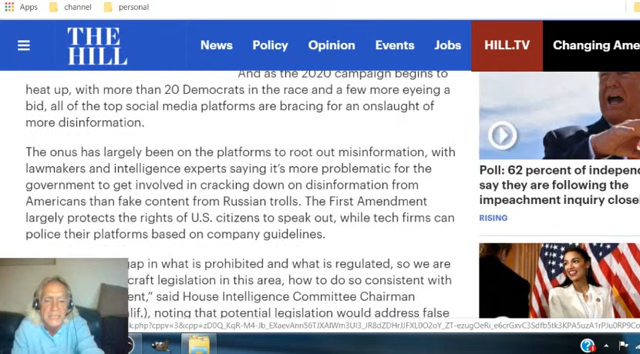 Apps channel personal
THE HILL
News Policy Opinion Events Jobs HILL.TV Changing Ame
And as the 2020 campaign begins to
heat up, with more than 20 Democrats in the race and a few more eyeing a
bid, all of the top social media platforms are bracing for an onslaught of
more disinformation.
The onus has largely been on the platforms to root out misinformation, with
lawmakers and intelligence experts saying it's more problematic for the
government to get involved in cracking down on disinformation from
Americans than fake content from Russian trolls. The First Amendment
largely protects the rights of U.S. citizens to speak out, while tech firms can
police their platforms based on company guidelines.
ap in what is prohibited and what is regulated, so we are
craft legislation in this area, how to do so consistent with
ent," said House Intelligence Committee Chairman
lif.), noting that potential legislation would address false
Poll: 62 percent of independ
say they are following the
impeachment inquiry close
RISING